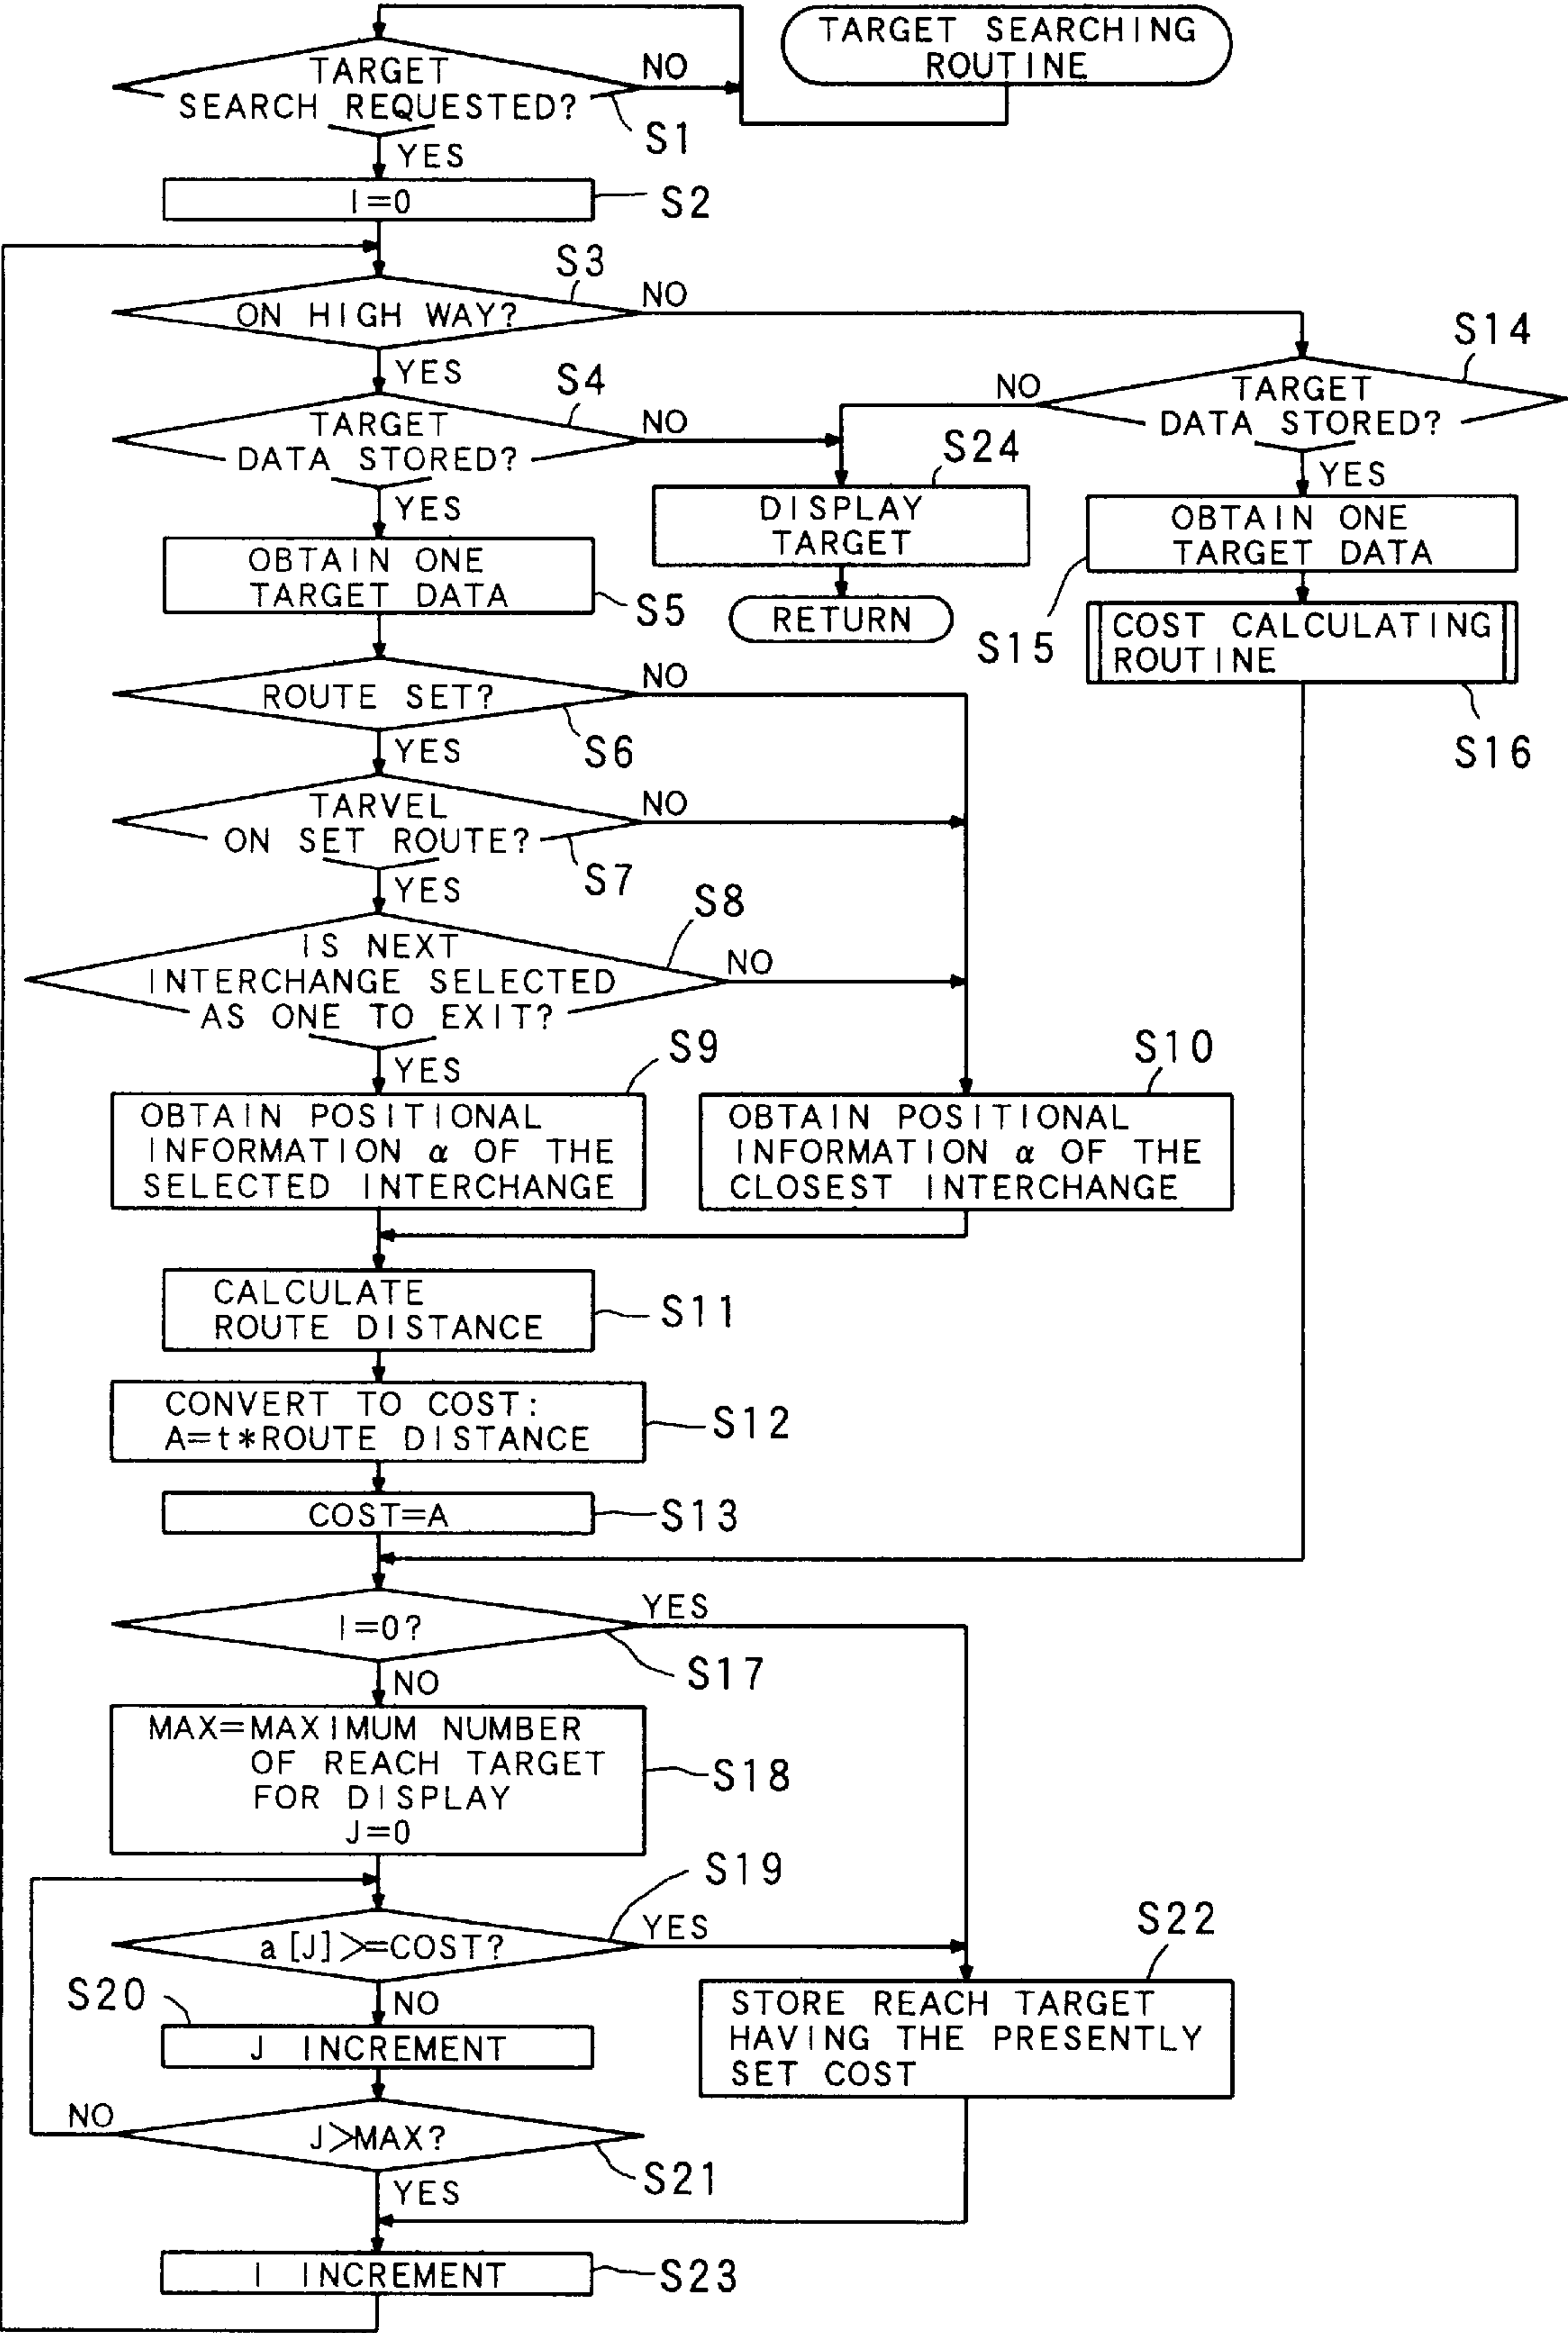 TARGET SEARCHING
ROUTINE
TARGET
SEARCH REQUESTED?
NO
S1
YES
I=0
S2
S3
ON HIGH WAY?
NO
YES
S4
TARGET
DATA STORED?
NO
YES
S14
TARGET
DATA STORED?
NO
YES
S24
DISPLAY
TARGET
RETURN
OBTAIN ONE
TARGET DATA
S5
OBTAIN ONE
TARGET DATA
S15
COST CALCULATING
ROUTINE
S16
ROUTE SET?
NO
S6
YES
TARVEL
ON SET ROUTE?
NO
S7
YES
S8
IS NEXT
INTERCHANGE SELECTED
AS ONE TO EXIT?
NO
YES
S9
OBTAIN POSITIONAL
INFORMATION α OF THE
SELECTED INTERCHANGE
S10
OBTAIN POSITIONAL
INFORMATION α OF THE
CLOSEST INTERCHANGE
CALCULATE
ROUTE DISTANCE
S11
CONVERT TO COST:
A=t*ROUTE DISTANCE
S12
COST=A
S13
I=0?
YES
S17
NO
MAX=MAXIMUM NUMBER
OF REACH TARGET
FOR DISPLAY
J=0
S18
S19
a[J]>=COST?
YES
NO
S20
J INCREMENT
S22
STORE REACH TARGET
HAVING THE PRESENTLY
SET COST
NO
J>MAX?
S21
YES
I INCREMENT
S23